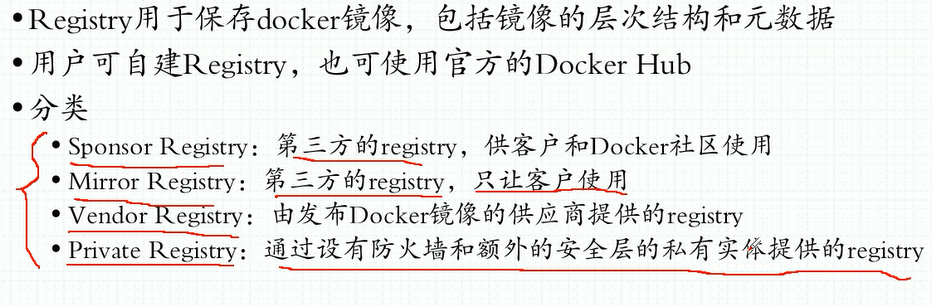 •Registry用于保存docker镜像，包括镜像的层次结构和元数据
•用户可自建Registry，也可使用官方的Docker Hub
•分类
•Sponsor Registry：第三方的registry，供客户和Docker社区使用
•Mirror Registry：第三方的registry，只让客户使用
•Vendor Registry：由发布Docker镜像的供应商提供的registry
•Private Registry：通过设有防火墙和额外的安全层的私有实体提供的registry